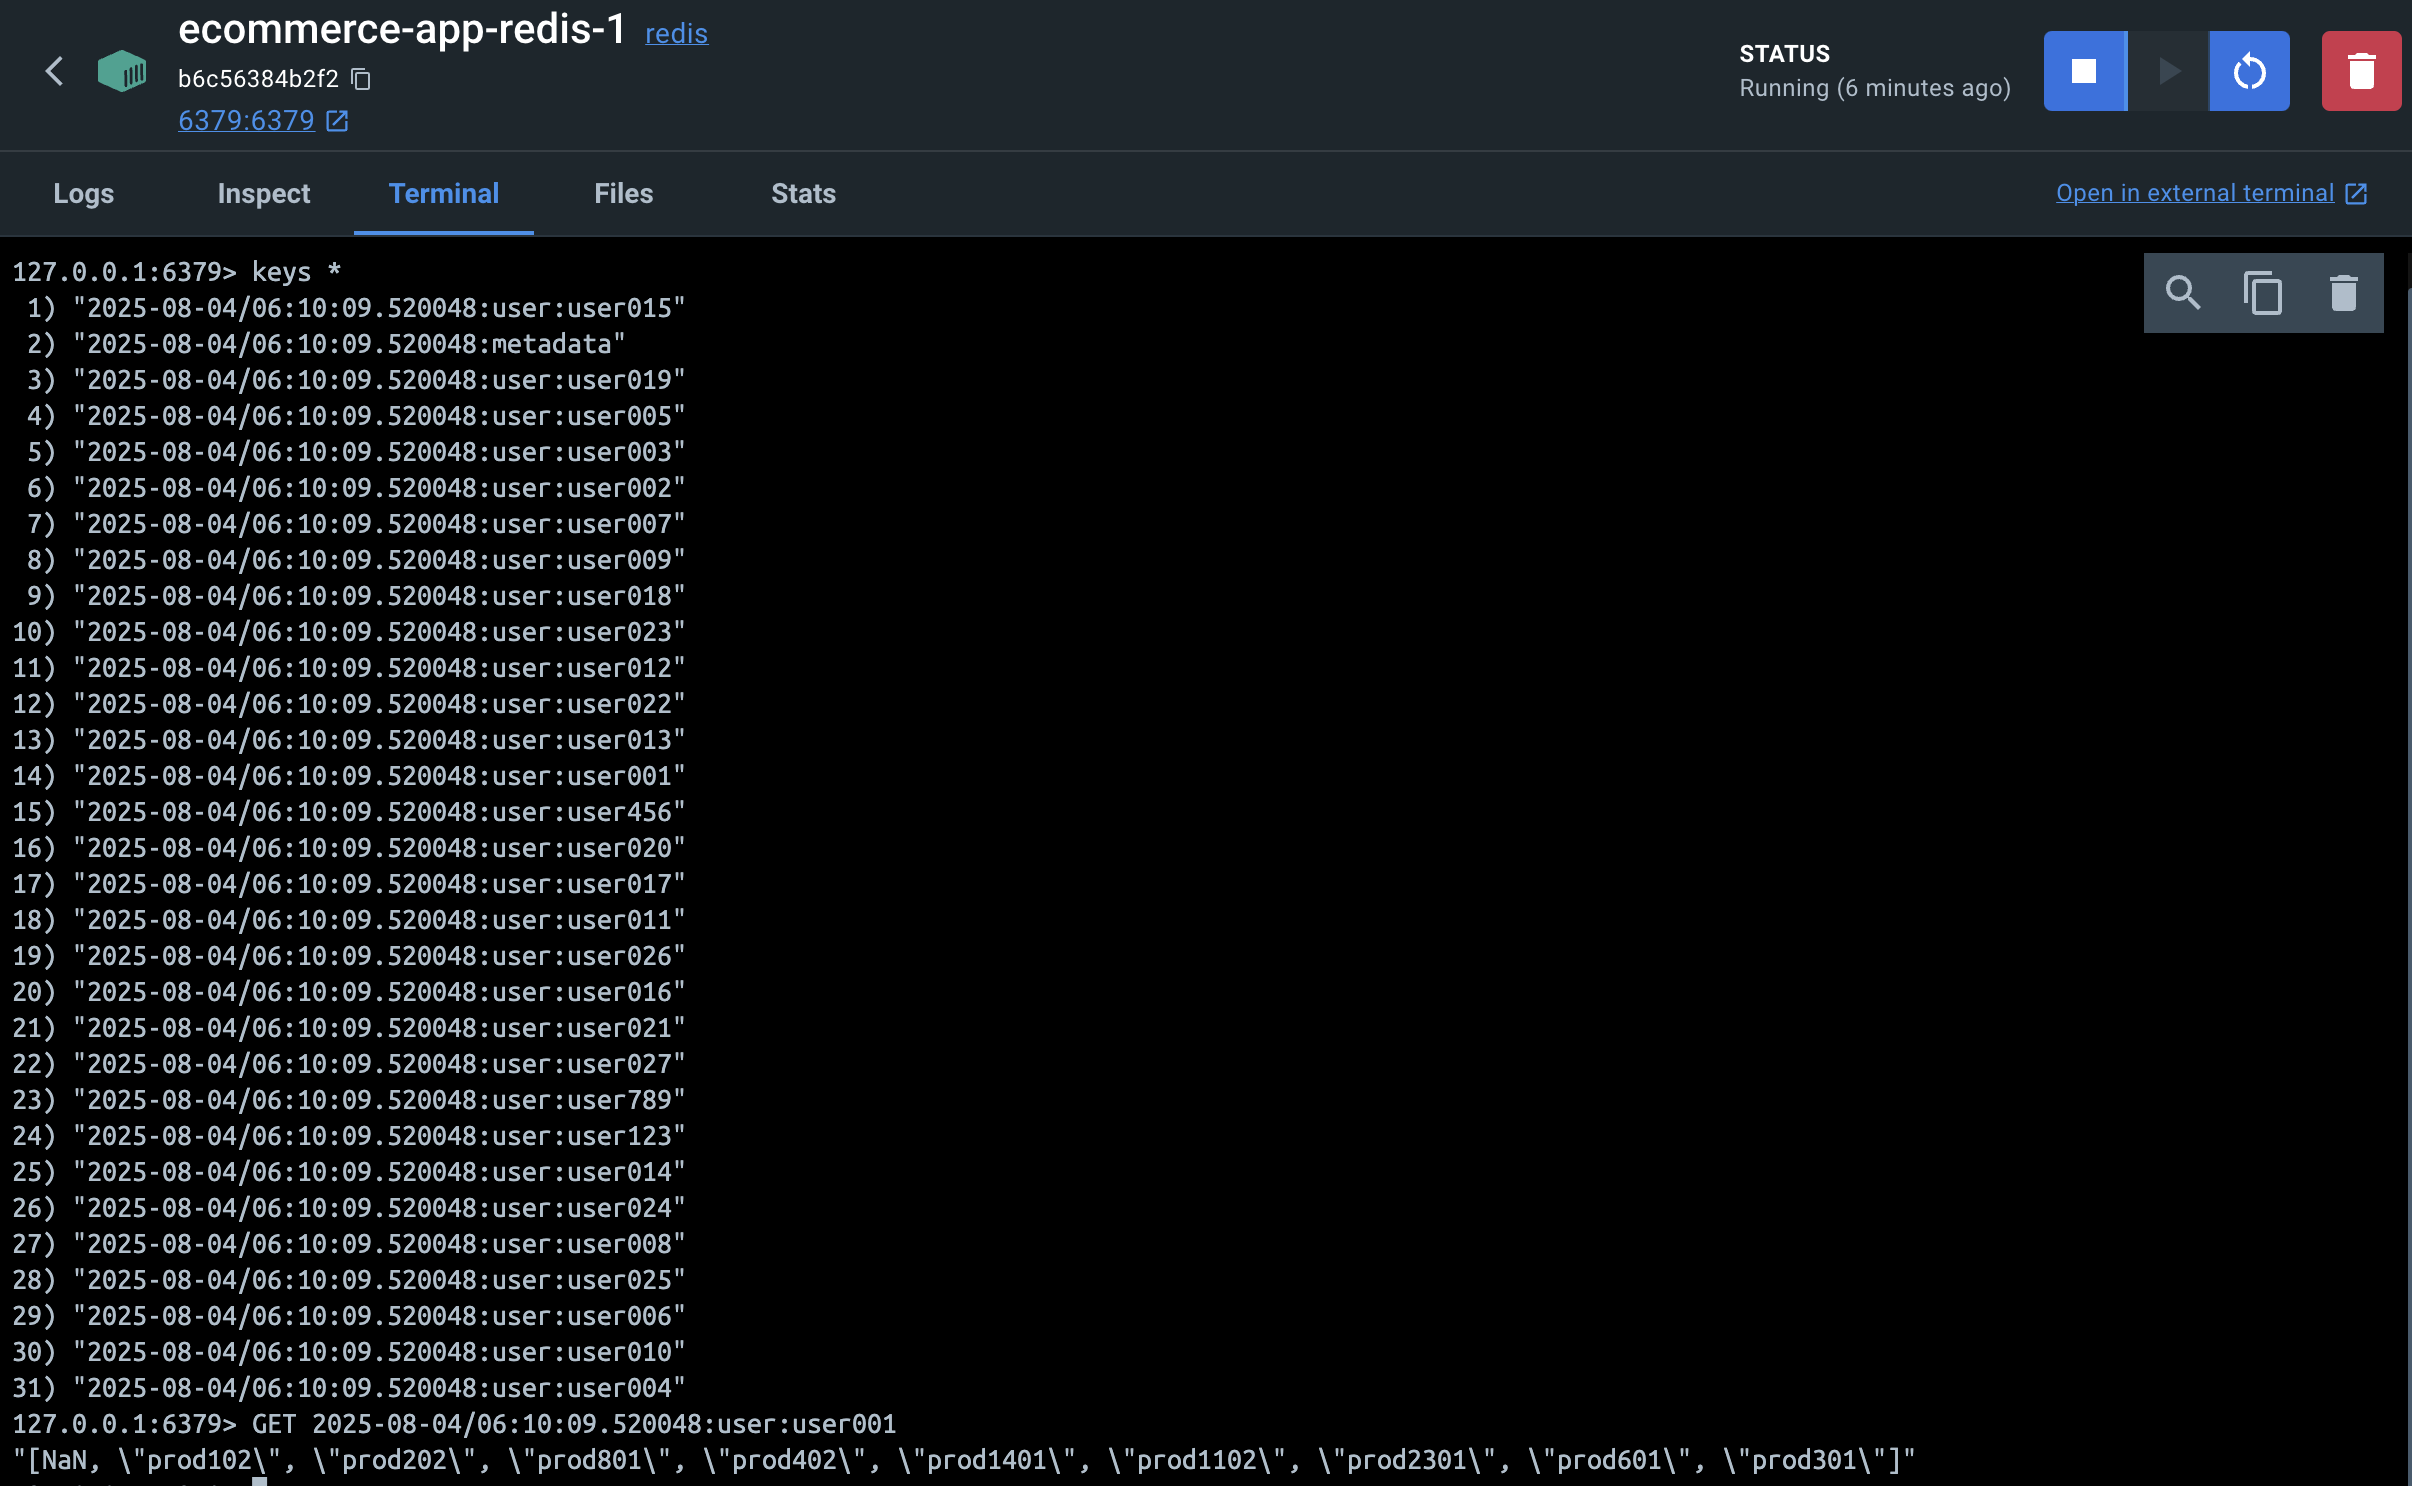 ecommerce-app-redis-1 redis
b6c56384b2f2
6379:6379
STATUS
Running (6 minutes ago)
Logs Inspect Terminal Files Stats Open in external terminal
127.0.0.1:6379> keys *
1) "2025-08-04/06:10:09.520048:user:user015"
2) "2025-08-04/06:10:09.520048:metadata"
3) "2025-08-04/06:10:09.520048:user:user019"
4) "2025-08-04/06:10:09.520048:user:user005"
5) "2025-08-04/06:10:09.520048:user:user003"
6) "2025-08-04/06:10:09.520048:user:user002"
7) "2025-08-04/06:10:09.520048:user:user007"
8) "2025-08-04/06:10:09.520048:user:user009"
9) "2025-08-04/06:10:09.520048:user:user018"
10) "2025-08-04/06:10:09.520048:user:user023"
11) "2025-08-04/06:10:09.520048:user:user012"
12) "2025-08-04/06:10:09.520048:user:user022"
13) "2025-08-04/06:10:09.520048:user:user013"
14) "2025-08-04/06:10:09.520048:user:user001"
15) "2025-08-04/06:10:09.520048:user:user456"
16) "2025-08-04/06:10:09.520048:user:user020"
17) "2025-08-04/06:10:09.520048:user:user017"
18) "2025-08-04/06:10:09.520048:user:user011"
19) "2025-08-04/06:10:09.520048:user:user026"
20) "2025-08-04/06:10:09.520048:user:user016"
21) "2025-08-04/06:10:09.520048:user:user021"
22) "2025-08-04/06:10:09.520048:user:user027"
23) "2025-08-04/06:10:09.520048:user:user789"
24) "2025-08-04/06:10:09.520048:user:user123"
25) "2025-08-04/06:10:09.520048:user:user014"
26) "2025-08-04/06:10:09.520048:user:user024"
27) "2025-08-04/06:10:09.520048:user:user008"
28) "2025-08-04/06:10:09.520048:user:user025"
29) "2025-08-04/06:10:09.520048:user:user006"
30) "2025-08-04/06:10:09.520048:user:user010"
31) "2025-08-04/06:10:09.520048:user:user004"
127.0.0.1:6379> GET 2025-08-04/06:10:09.520048:user:user001
"[NaN, \"prod102\", \"prod202\", \"prod801\", \"prod402\", \"prod1401\", \"prod1102\", \"prod2301\", \"prod601\", \"prod301\"]"